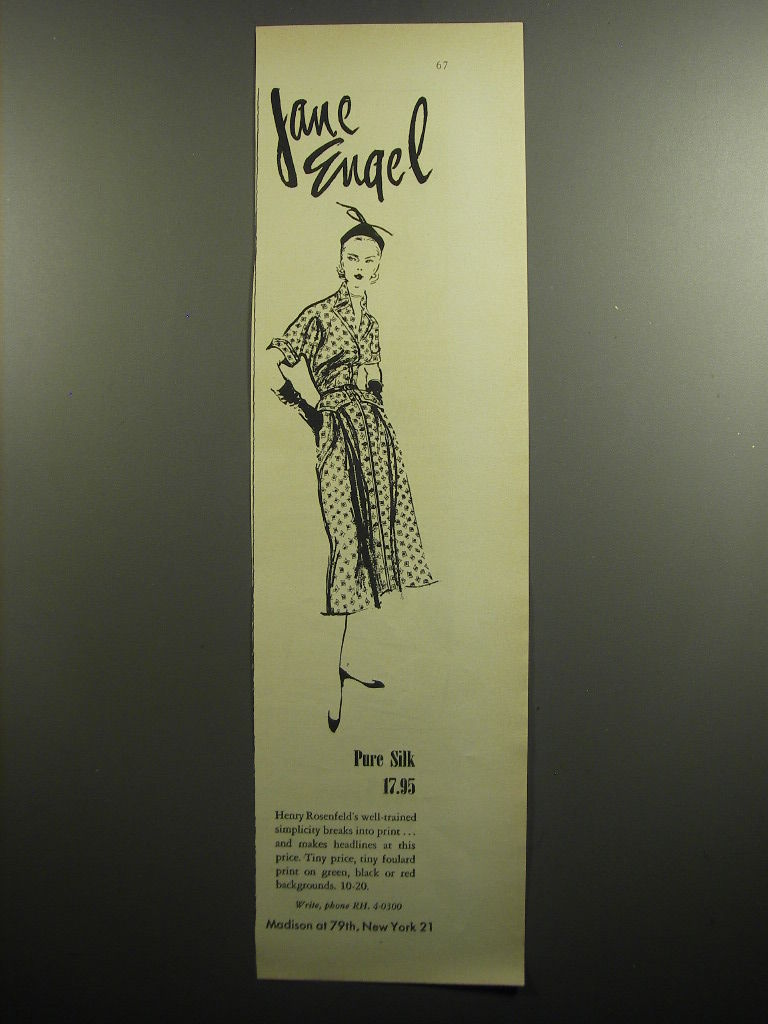 67
Jane
Engel
Pure Silk
17.95
Henry Rosenfeld's well-trained
simplicity breaks into print ...
and makes headlines at this
price. Tiny price, tiny foulard
print on green, black or red
backgrounds. 10-20.
Write, phone RH. 4-0300
Madison at 79th, New York 21